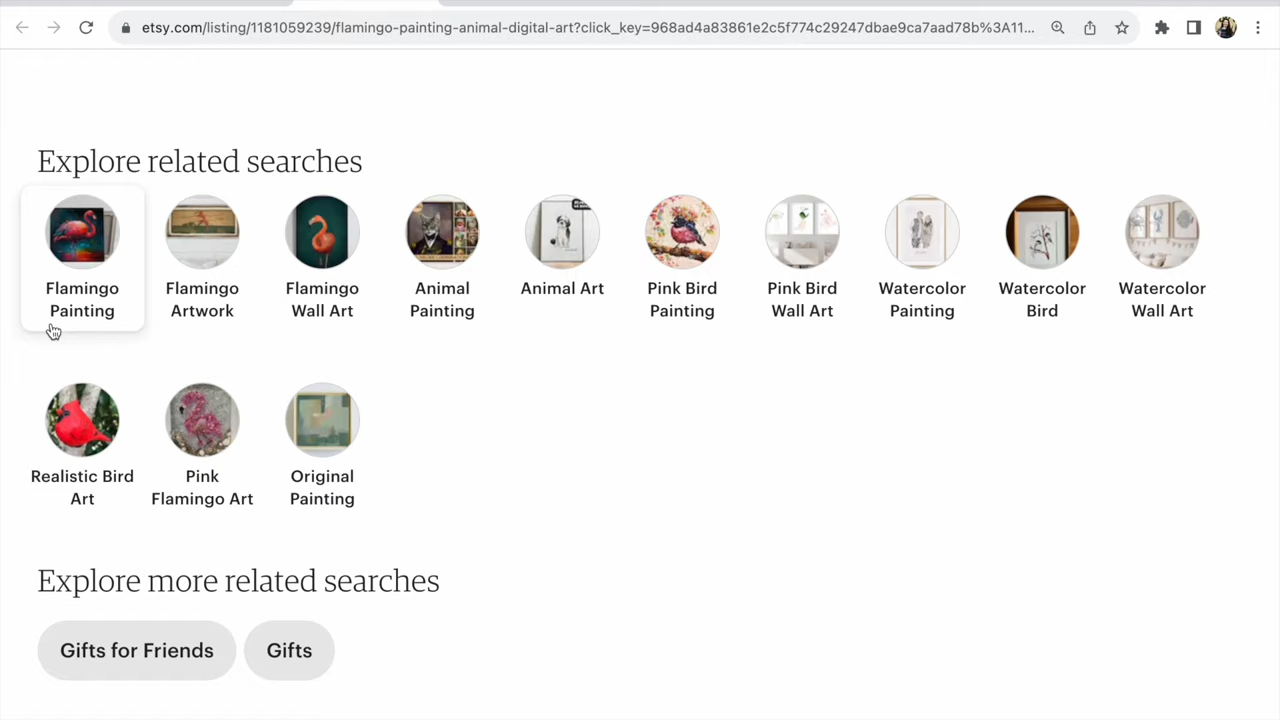 etsy.com/listing/1181059239/flamingo-painting-animal-digital-art?click_key=968ad4a83861e2c5f774c29247dbae9ca7aad78b%3A11...
Explore related searches
Flamingo Painting
Flamingo Artwork
Flamingo Wall Art
Animal Painting
Animal Art
Pink Bird Painting
Pink Bird Wall Art
Watercolor Painting
Watercolor Bird
Watercolor Wall Art
Realistic Bird Art
Pink Flamingo Art
Original Painting
Explore more related searches
Gifts for Friends
Gifts